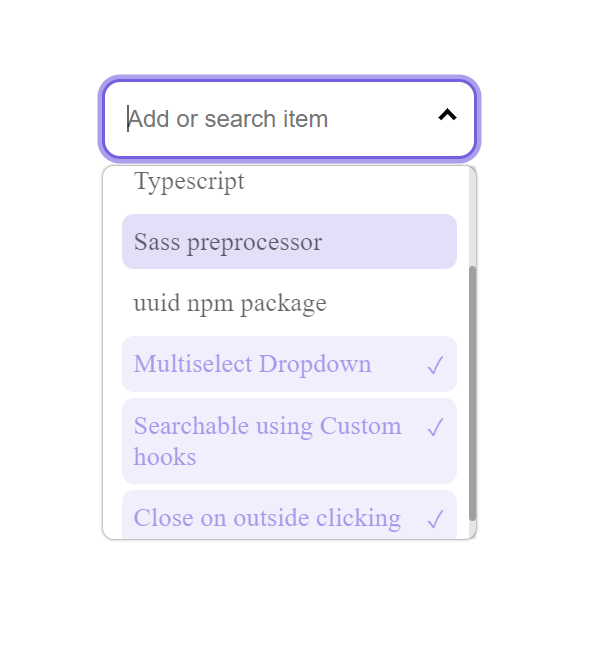 Add or search item
Typescript
Sass preprocessor
uuid npm package
Multiselect Dropdown ✓
Searchable using Custom ✓
hooks
Close on outside clicking ✓